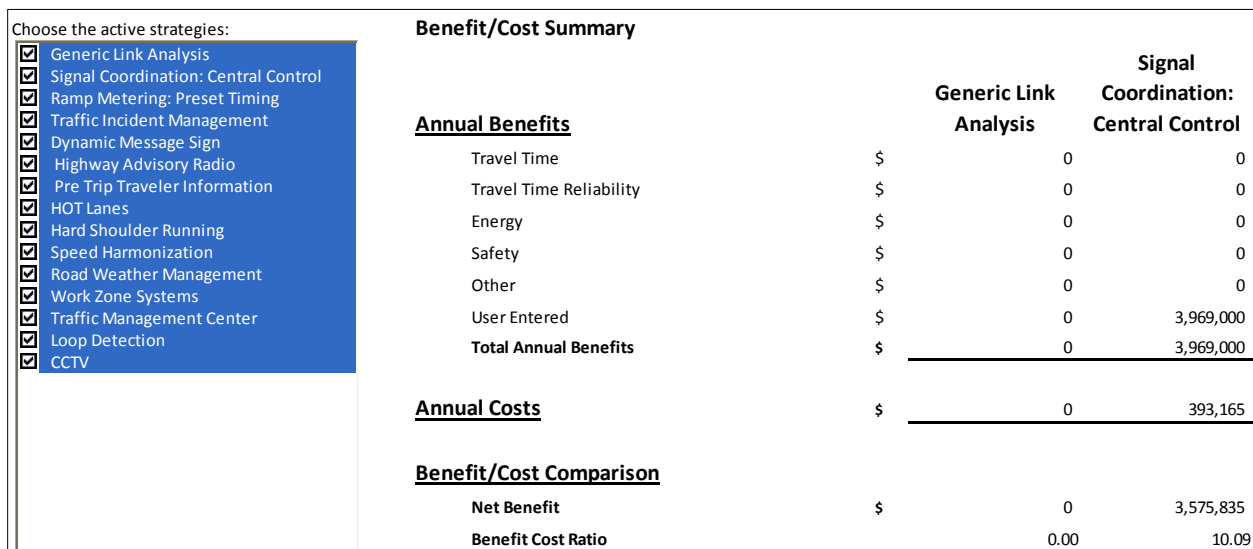 Choose the active strategies:
Generic Link Analysis
Signal Coordination: Central Control
Ramp Metering: Preset Timing
Traffic Incident Management
Dynamic Message Sign
Highway Advisory Radio
Pre Trip Traveler Information
HOT Lanes
Hard Shoulder Running
Speed Harmonization
Road Weather Management
Work Zone Systems
Traffic Management Center
Loop Detection
CCTV
Benefit/Cost Summary
Generic Link
Analysis
Signal
Coordination:
Central Control
Annual Benefits
Travel Time $ 0 0
Travel Time Reliability $ 0 0
Energy $ 0 0
Safety $ 0 0
Other $ 0 0
User Entered $ 0 3,969,000
Total Annual Benefits $ 0 3,969,000
Annual Costs $ 0 393,165
Benefit/Cost Comparison
Net Benefit $ 0 3,575,835
Benefit Cost Ratio 0.00 10.09